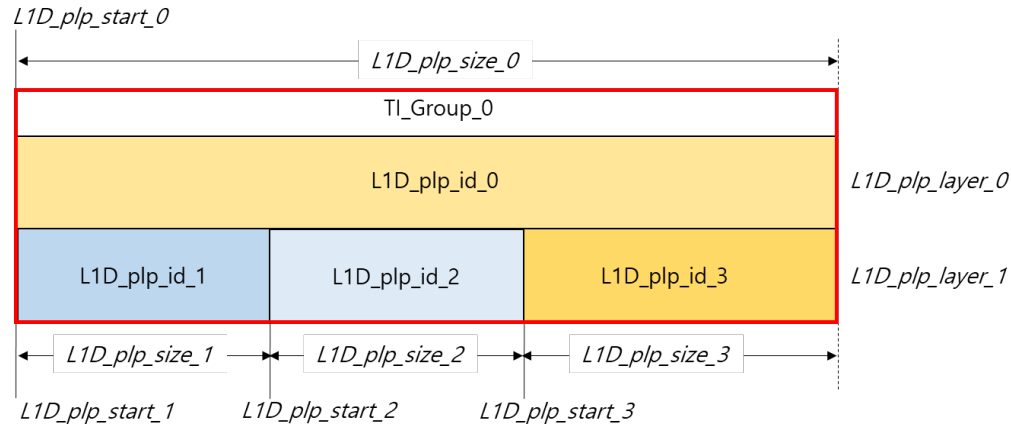 L1D_plp_start_0
L1D_plp_size_0
TI_Group_0
L1D_plp_id_0
L1D_plp_layer_0
L1D_plp_id_1 L1D_plp_id_2 L1D_plp_id_3 L1D_plp_layer_1
L1D_plp_size_1 L1D_plp_size_2 L1D_plp_size_3
L1D_plp_start_1 L1D_plp_start_2 L1D_plp_start_3